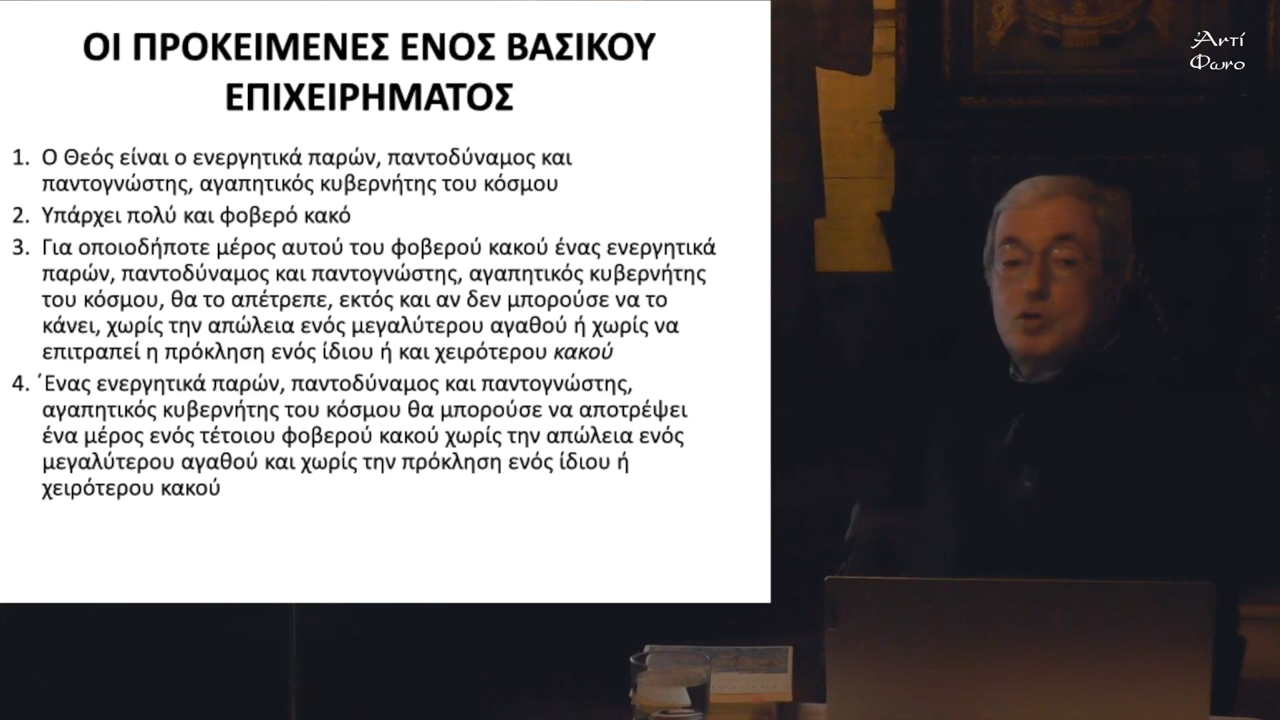 ΟΙ ΠΡΟΚΕΙΜΕΝΕΣ ΕΝΟΣ ΒΑΣΙΚΟΥ
ΕΠΙΧΕΙΡΗΜΑΤΟΣ
1. Ο Θεός είναι ο ενεργητικά παρών, παντοδύναμος και
παντογνώστης, αγαπητικός κυβερνήτης του κόσμου
2. Υπάρχει πολύ και φοβερό κακό
3. Για οποιοδήποτε μέρος αυτού του φοβερού κακού ένας ενεργητικά
παρών, παντοδύναμος και παντογνώστης, αγαπητικός κυβερνήτης
του κόσμου, θα το απέτρεπε, εκτός και αν δεν μπορούσε να το
κάνει, χωρίς την απώλεια ενός μεγαλύτερου αγαθού ή χωρίς να
επιτραπεί η πρόκληση ενός ίδιου ή και χειρότερου κακού
4. ΄Ενας ενεργητικά παρών, παντοδύναμος και παντογνώστης,
αγαπητικός κυβερνήτης του κόσμου θα μπορούσε να αποτρέψει
ένα μέρος ενός τέτοιου φοβερού κακού χωρίς την απώλεια ενός
μεγαλύτερου αγαθού και χωρίς την πρόκληση ενός ίδιου ή
χειρότερου κακού
Ἀντί
Φωνο